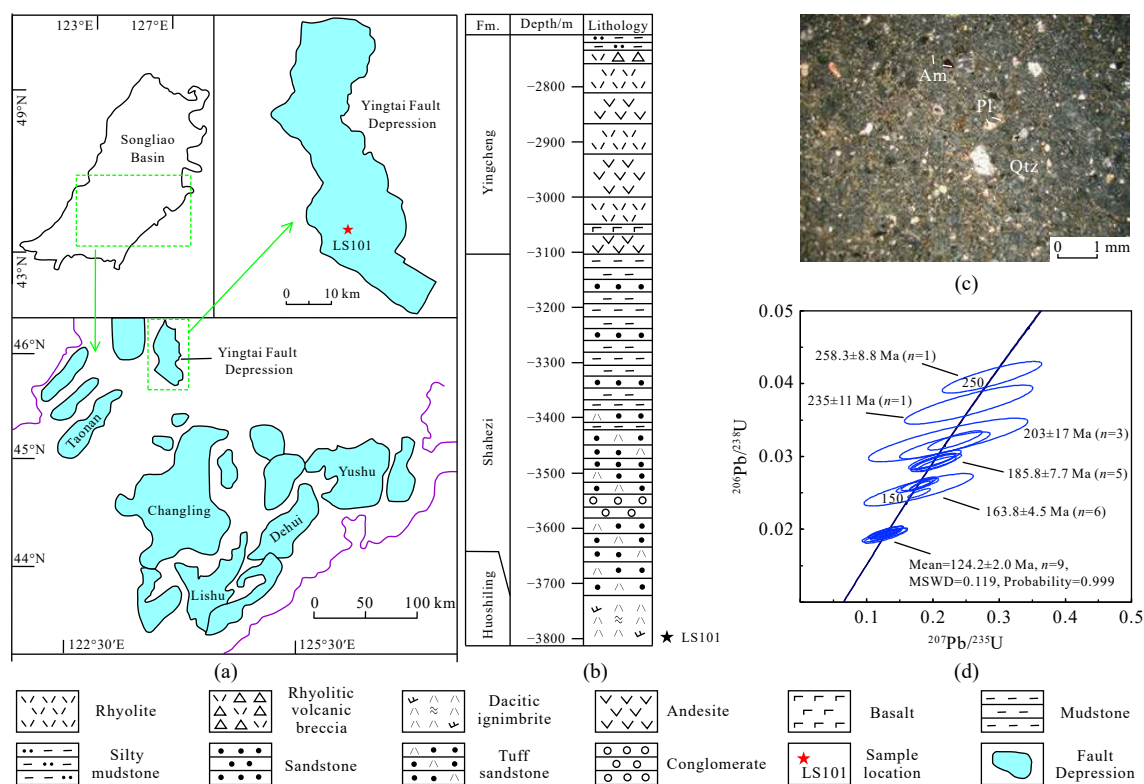 123°E
127°E
49°N
43°N
Songliao
Basin
Yingtai Fault
Depression
LS101
0
10 km
46°N
45°N
44°N
Yingtai Fault
Depression
Taonan
Changling
Yushu
Dehui
Lishu
0
50
100 km
122°30′E
125°30′E
(a)
Fm.
Depth/m
Lithology
Yingcheng
Shahezi
Huoshiling
−2800
−2900
−3000
−3100
−3200
−3300
−3400
−3500
−3600
−3700
−3800
LS101
(b)
Am
Pl
Qtz
0
1 mm
(c)
0.05
0.04
0.03
0.02
206Pb/238U
258.3±8.8 Ma (n=1)
250
235±11 Ma (n=1)
203±17 Ma (n=3)
185.8±7.7 Ma (n=5)
150
163.8±4.5 Ma (n=6)
Mean=124.2±2.0 Ma, n=9,
MSWD=0.119, Probability=0.999
0.1
0.2
0.3
0.4
0.5
207Pb/235U
(d)
Rhyolite
Rhyolitic
volcanic
breccia
Dacitic
ignimbrite
Andesite
Basalt
Mudstone
Silty
mudstone
Sandstone
Tuff
sandstone
Conglomerate
LS101
Sample
location
Fault
Depression